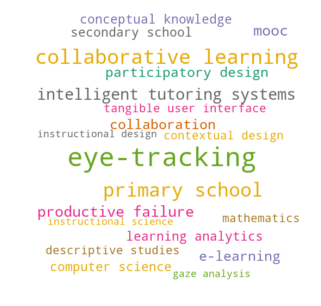 conceptual knowledge
secondary school mooc
collaborative learning
participatory design
intelligent tutoring systems
tangible user interface
collaboration
instructional design contextual design
eye-tracking
primary school
productive failure
mathematics
instructional science
learning analytics
descriptive studies
e-learning
computer science
gaze analysis